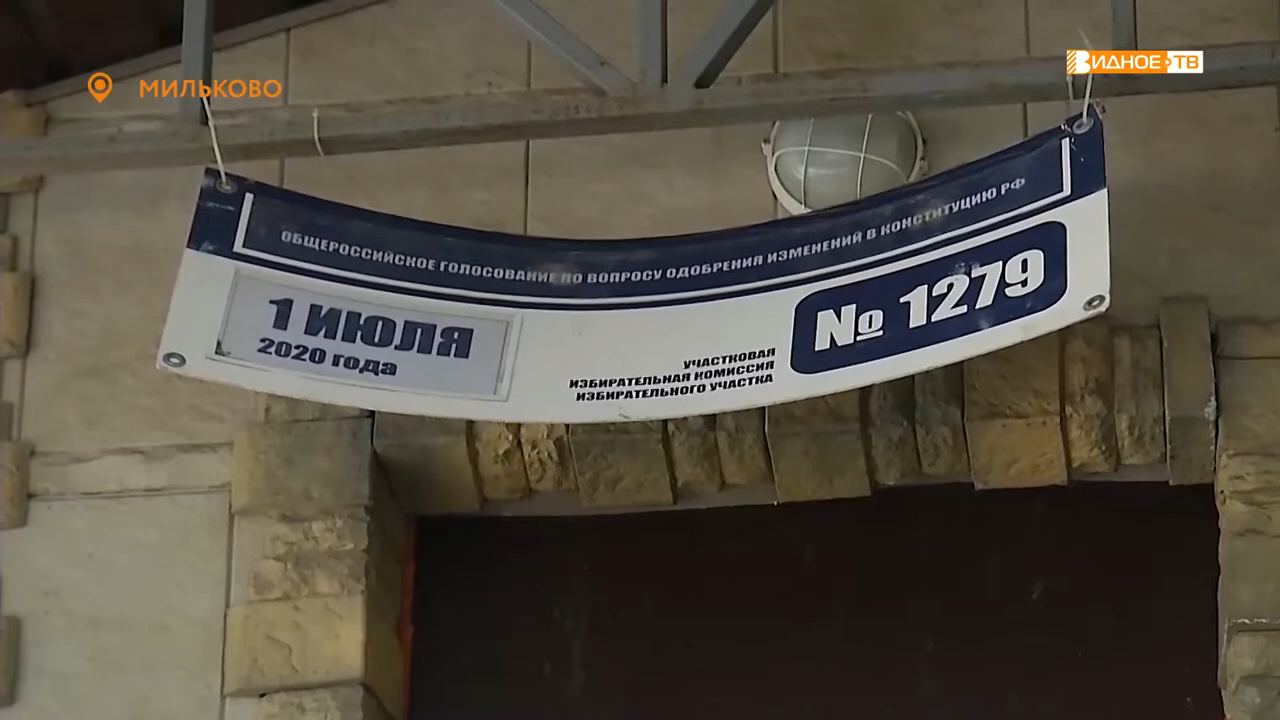 МИЛЬКОВО
ВИДНОЕ ТВ
ОБЩЕРОССИЙСКОЕ ГОЛОСОВАНИЕ ПО ВОПРОСУ ОДОБРЕНИЯ ИЗМЕНЕНИЙ В КОНСТИТУЦИЮ РФ
1 ИЮЛЯ
2020 года
УЧАСТКОВАЯ
ИЗБИРАТЕЛЬНАЯ КОМИССИЯ
ИЗБИРАТЕЛЬНОГО УЧАСТКА
№ 1279